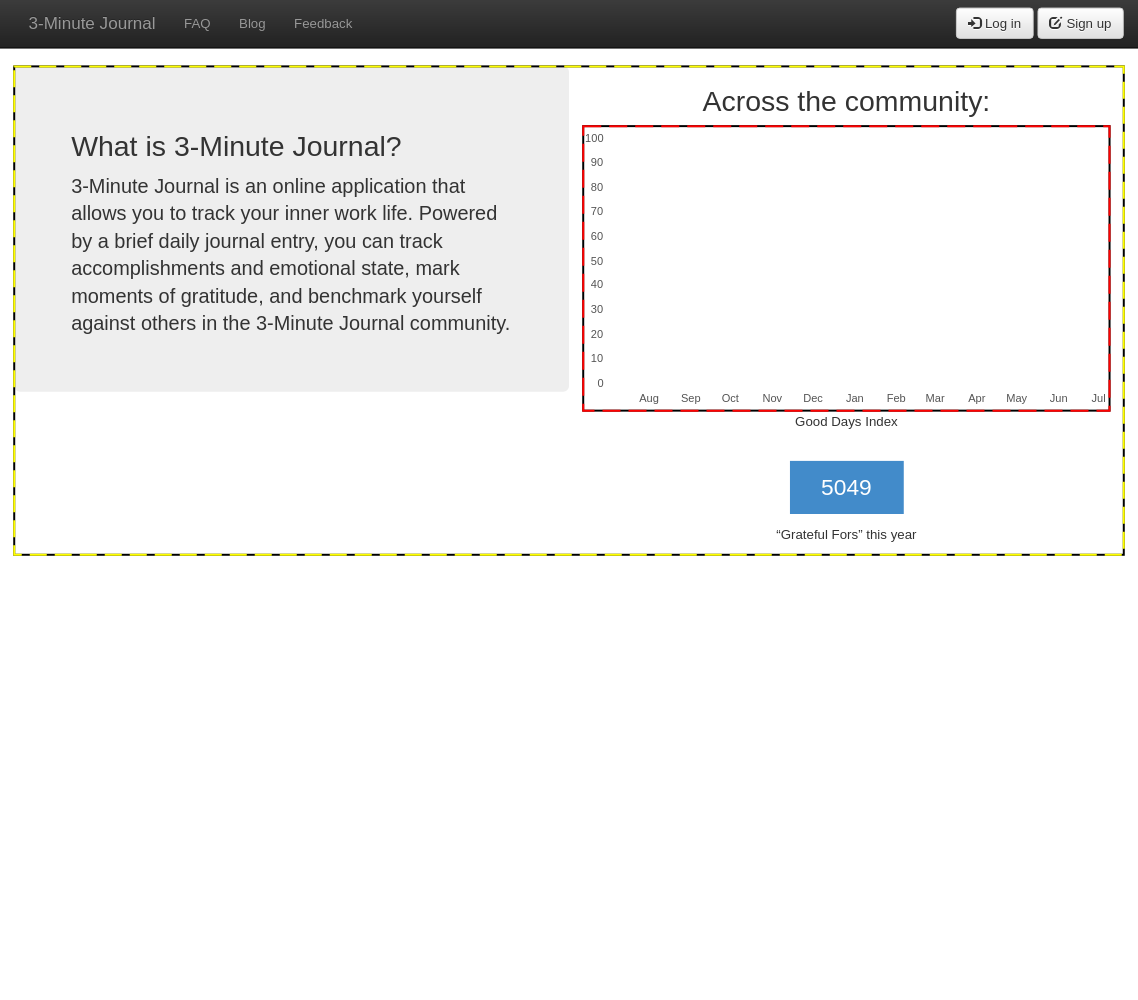 3-Minute Journal FAQ Blog Feedback Log in Sign up
What is 3-Minute Journal?
3-Minute Journal is an online application that
allows you to track your inner work life. Powered
by a brief daily journal entry, you can track
accomplishments and emotional state, mark
moments of gratitude, and benchmark yourself
against others in the 3-Minute Journal community.
Across the community:
100
90
80
70
60
50
40
30
20
10
0
Aug Sep Oct Nov Dec Jan Feb Mar Apr May Jun Jul
Good Days Index
5049
“Grateful Fors” this year